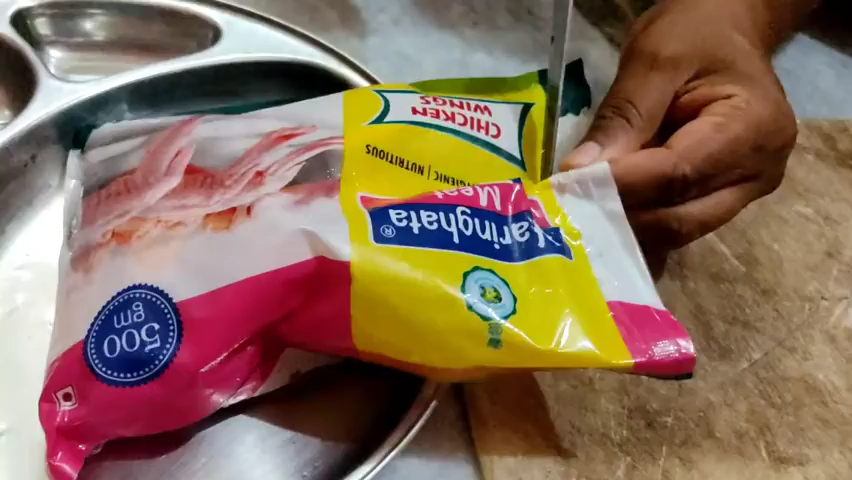 Haringhata®
Meat
HYGIENIC | NUTRITIOUS
CHICKEN
WINGS
500
gm